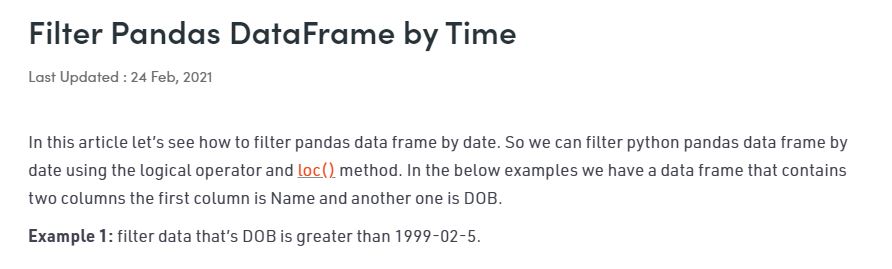 Filter Pandas DataFrame by Time
Last Updated : 24 Feb, 2021
In this article let's see how to filter pandas data frame by date. So we can filter python pandas data frame by
date using the logical operator and loc() method. In the below examples we have a data frame that contains
two columns the first column is Name and another one is DOB.
Example 1: filter data that's DOB is greater than 1999-02-5.